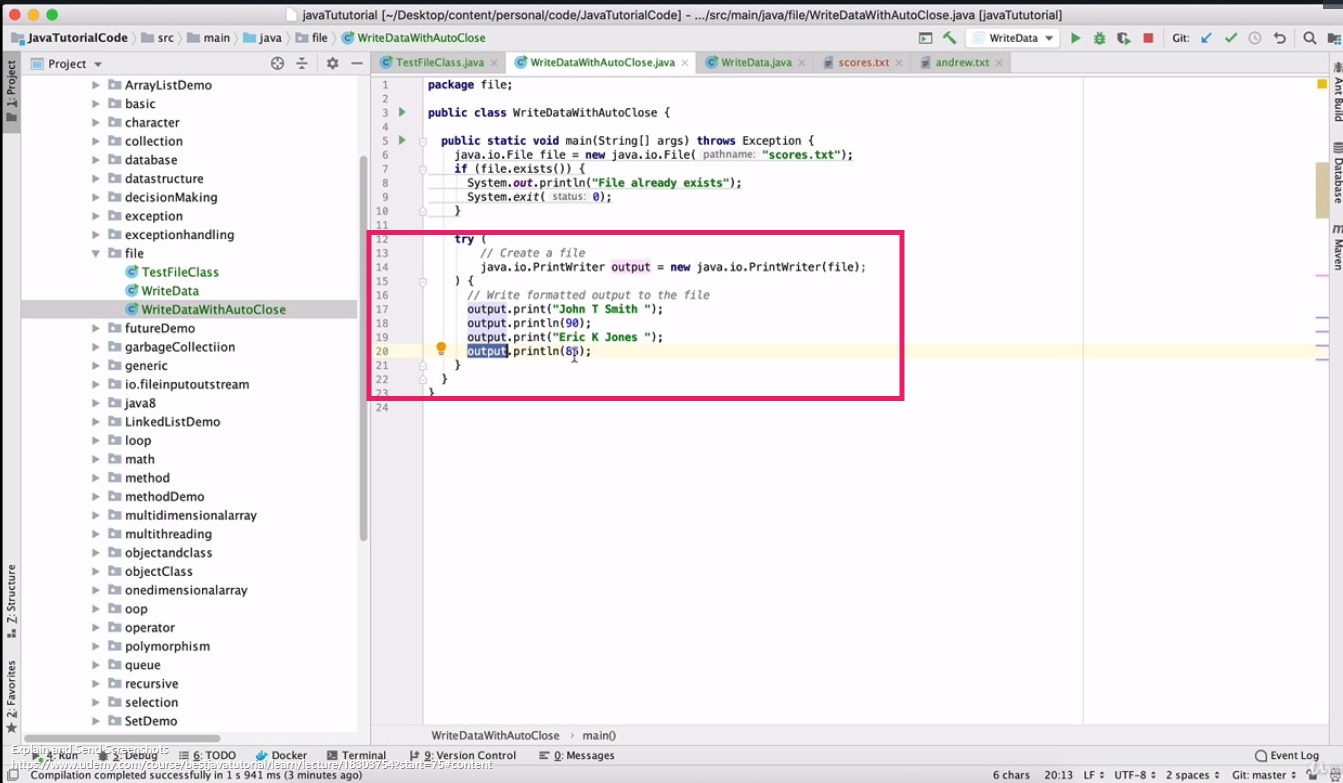 javaTututorial [~/Desktop/content/personal/code/JavaTutorialCode] - .../src/main/java/file/WriteDataWithAutoClose.java [javaTututorial]
JavaTutorialCode src main java file WriteDataWithAutoClose WriteData Git:
1: Project
Project
TestFileClass.java WriteDataWithAutoClose.java WriteData.java scores.txt andrew.txt
ArrayListDemo
basic
character
collection
database
datastructure
decisionMaking
exception
exceptionhandling
file
TestFileClass
WriteData
WriteDataWithAutoClose
futureDemo
garbageCollectiion
generic
io.fileinputoutstream
java8
LinkedListDemo
loop
math
method
methodDemo
multidimensionalarray
multithreading
objectandclass
objectClass
onedimensionalarray
oop
operator
polymorphism
queue
recursive
selection
SetDemo
1 package file;
2
3 public class WriteDataWithAutoClose {
4
5 public static void main(String[] args) throws Exception {
6 java.io.File file = new java.io.File( pathname: "scores.txt");
7 if (file.exists()) {
8 System.out.println("File already exists");
9 System.exit( status: 0);
10 }
11
12 try (
13 // Create a file
14 java.io.PrintWriter output = new java.io.PrintWriter(file);
15 ) {
16 // Write formatted output to the file
17 output.print("John T Smith ");
18 output.println(90);
19 output.print("Eric K Jones ");
20 output.println(85);
21 }
22 }
23 }
24
Ant Build
Database
Maven
Z: Structure
2: Favorites
WriteDataWithAutoClose main()
4: Run 5: Debug 6: TODO Docker Terminal 9: Version Control 0: Messages Event Log
Explain and Send Screenshots
https://www.udemy.com/course/bestjavatutorial/learn/lecture/18803754?start=75#content
Compilation completed successfully in 1 s 941 ms (3 minutes ago) 6 chars 20:13 LF UTF-8 2 spaces Git: master